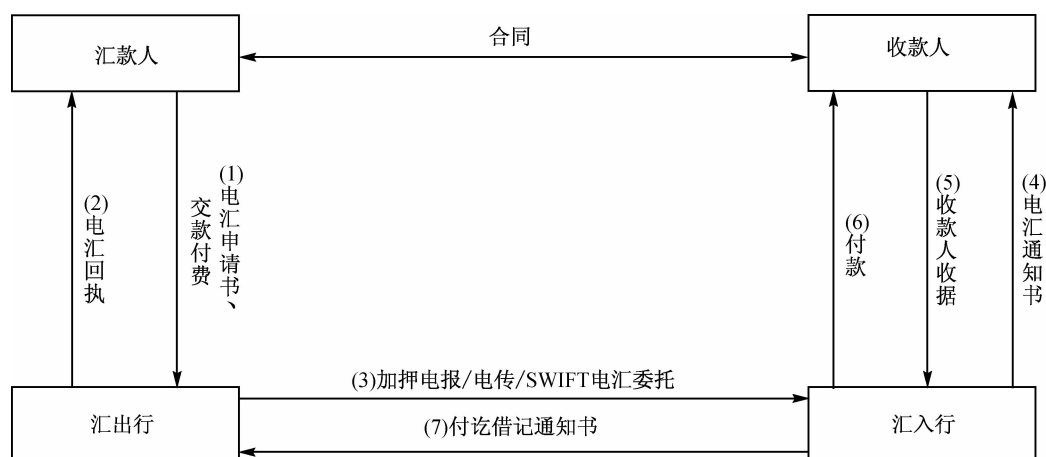 汇款人
合同
收款人
(2)电汇回执
(1)电汇申请书、
交款付费
(6)付款
(5)收款人收据
(4)电汇通知书
(3)加押电报/电传/SWIFT电汇委托
汇出行
(7)付讫借记通知书
汇入行